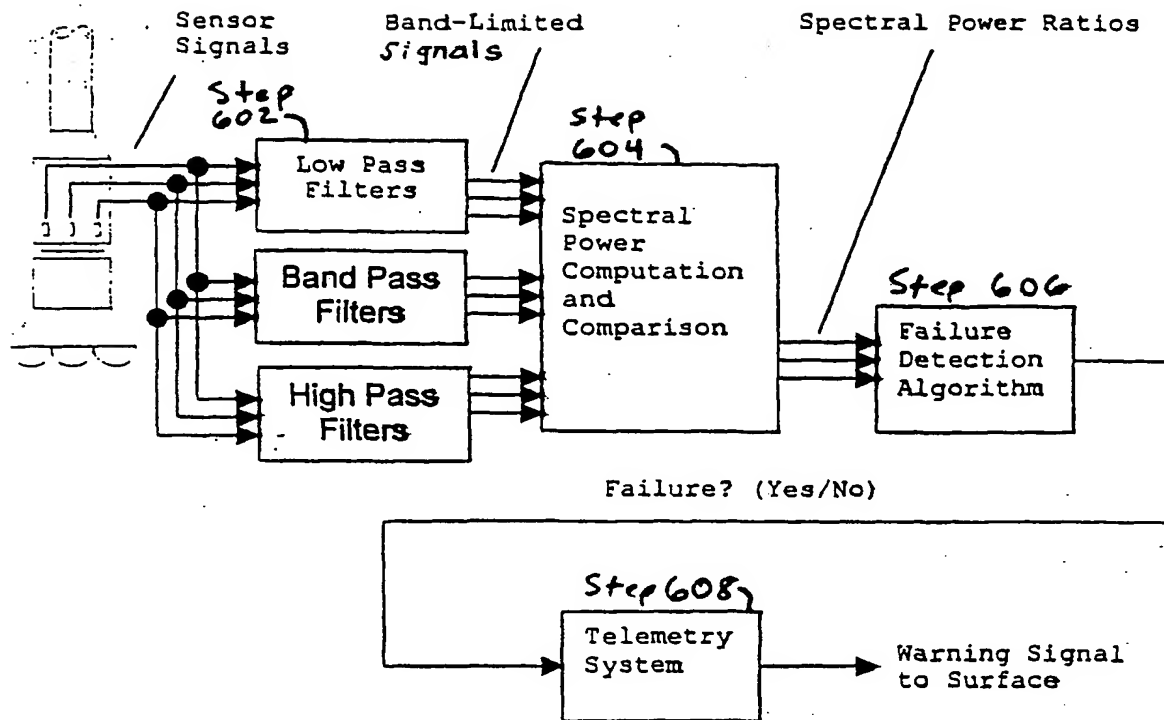 Sensor
Signals
Band-Limited
Signals
Spectral Power Ratios
Step
602
Low Pass
Filters
Step
604
Spectral
Power
Computation
and
Comparison
Band Pass
Filters
High Pass
Filters
Step 606
Failure
Detection
Algorithm
Failure? (Yes/No)
Step 608
Telemetry
System
Warning Signal
to Surface